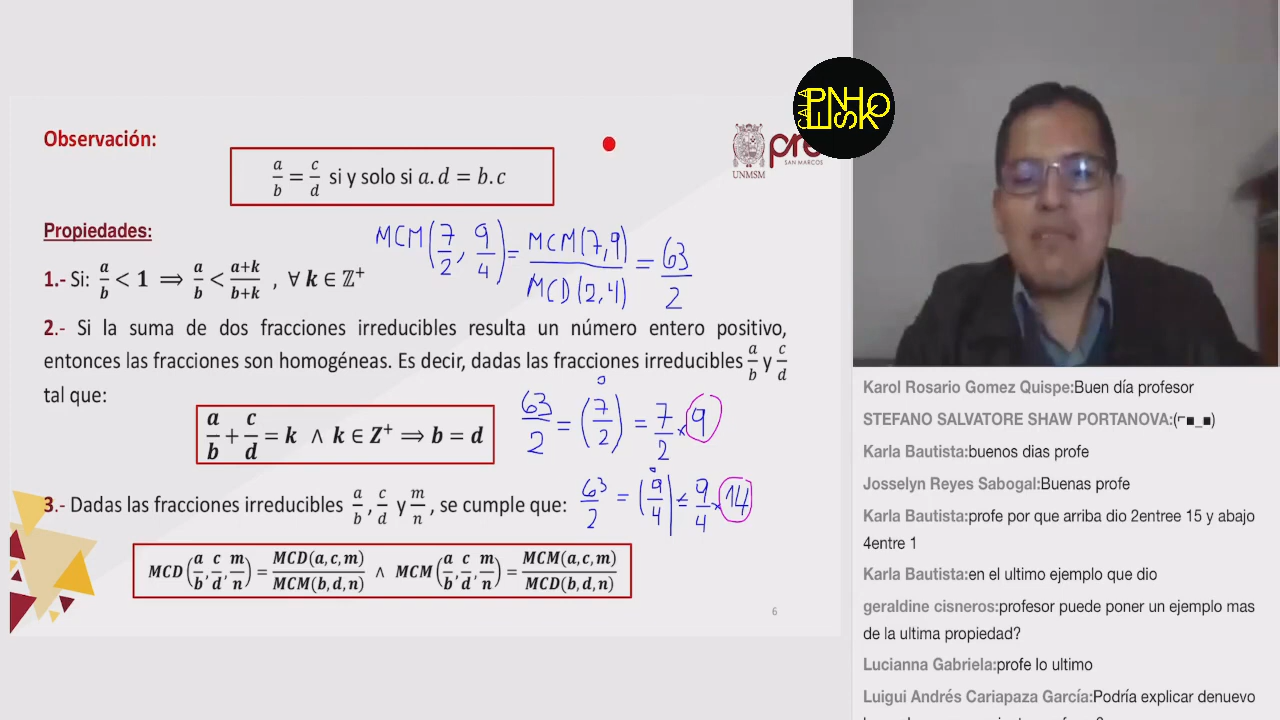 Observación:
a/b = c/d si y solo si a.d = b.c
PNHO
CALA ESK
pre
SAN MARCOS
UNMSM
Propiedades:
MCM(7/2, 9/4) = MCM(7,9)/MCD(2,4) = 63/2
1.- Si: a/b < 1 ⟹ a/b < a+k/b+k , ∀ k ∈ ℤ⁺
2.- Si la suma de dos fracciones irreducibles resulta un número entero positivo,
entonces las fracciones son homogéneas. Es decir, dadas las fracciones irreducibles a/b y c/d
tal que:
a/b + c/d = k ∧ k ∈ Z⁺ ⟹ b = d
63/2 = (7/2)° = 7/2 × 9
3.- Dadas las fracciones irreducibles a/b , c/d y m/n , se cumple que:
63/2 = (9/4)° = 9/4 × 14
MCD(a/b, c/d, m/n) = MCD(a,c,m)/MCM(b,d,n) ∧ MCM(a/b, c/d, m/n) = MCM(a,c,m)/MCD(b,d,n)
6
Karol Rosario Gomez Quispe:Buen día profesor
STEFANO SALVATORE SHAW PORTANOVA:(⌐■_■)
Karla Bautista:buenos dias profe
Josselyn Reyes Sabogal:Buenas profe
Karla Bautista:profe por que arriba dio 2entree 15 y abajo
4entre 1
Karla Bautista:en el ultimo ejemplo que dio
geraldine cisneros:profesor puede poner un ejemplo mas
de la ultima propiedad?
Lucianna Gabriela:profe lo ultimo
Luigui Andrés Cariapaza García:Podría explicar denuevo